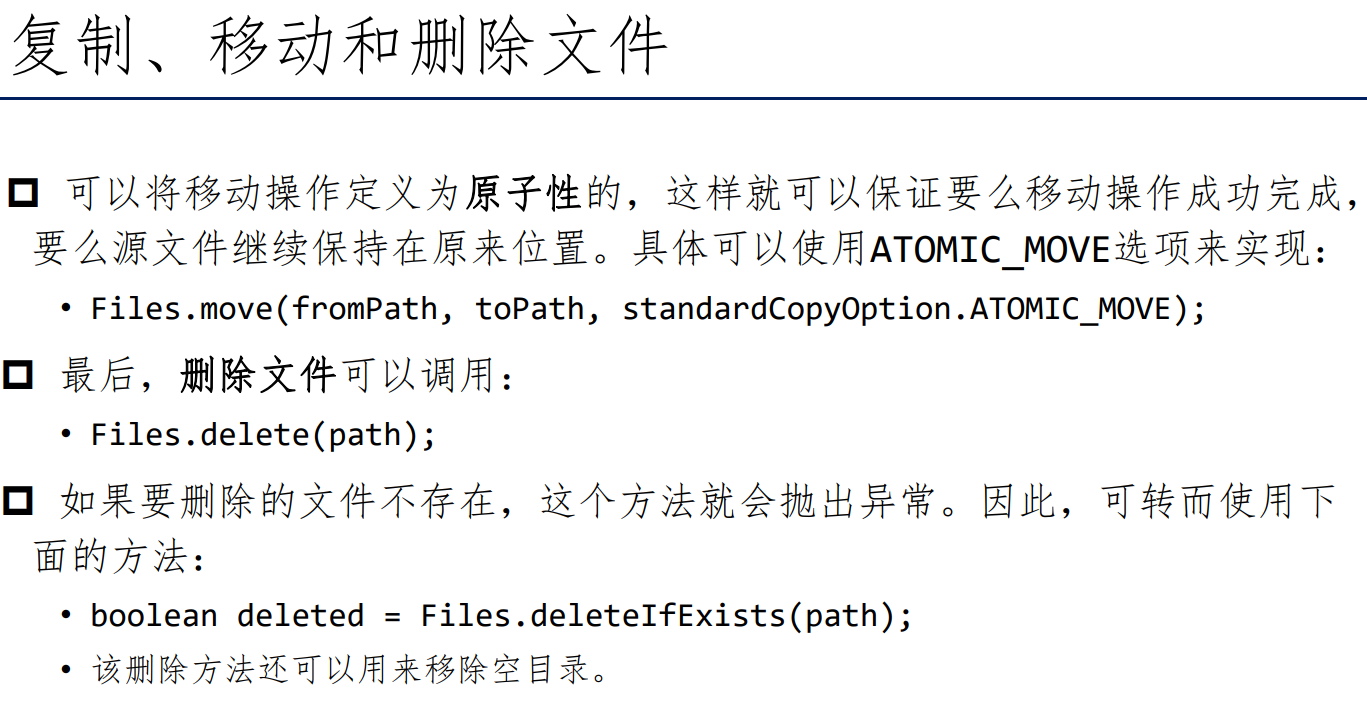 复制、移动和删除文件
可以将移动操作定义为原子性的，这样就可以保证要么移动操作成功完成，
要么源文件继续保持在原来位置。具体可以使用ATOMIC_MOVE选项来实现：
• Files.move(fromPath, toPath, standardCopyOption.ATOMIC_MOVE);
最后，删除文件可以调用：
• Files.delete(path);
如果要删除的文件不存在，这个方法就会抛出异常。因此，可转而使用下
面的方法：
• boolean deleted = Files.deleteIfExists(path);
• 该删除方法还可以用来移除空目录。